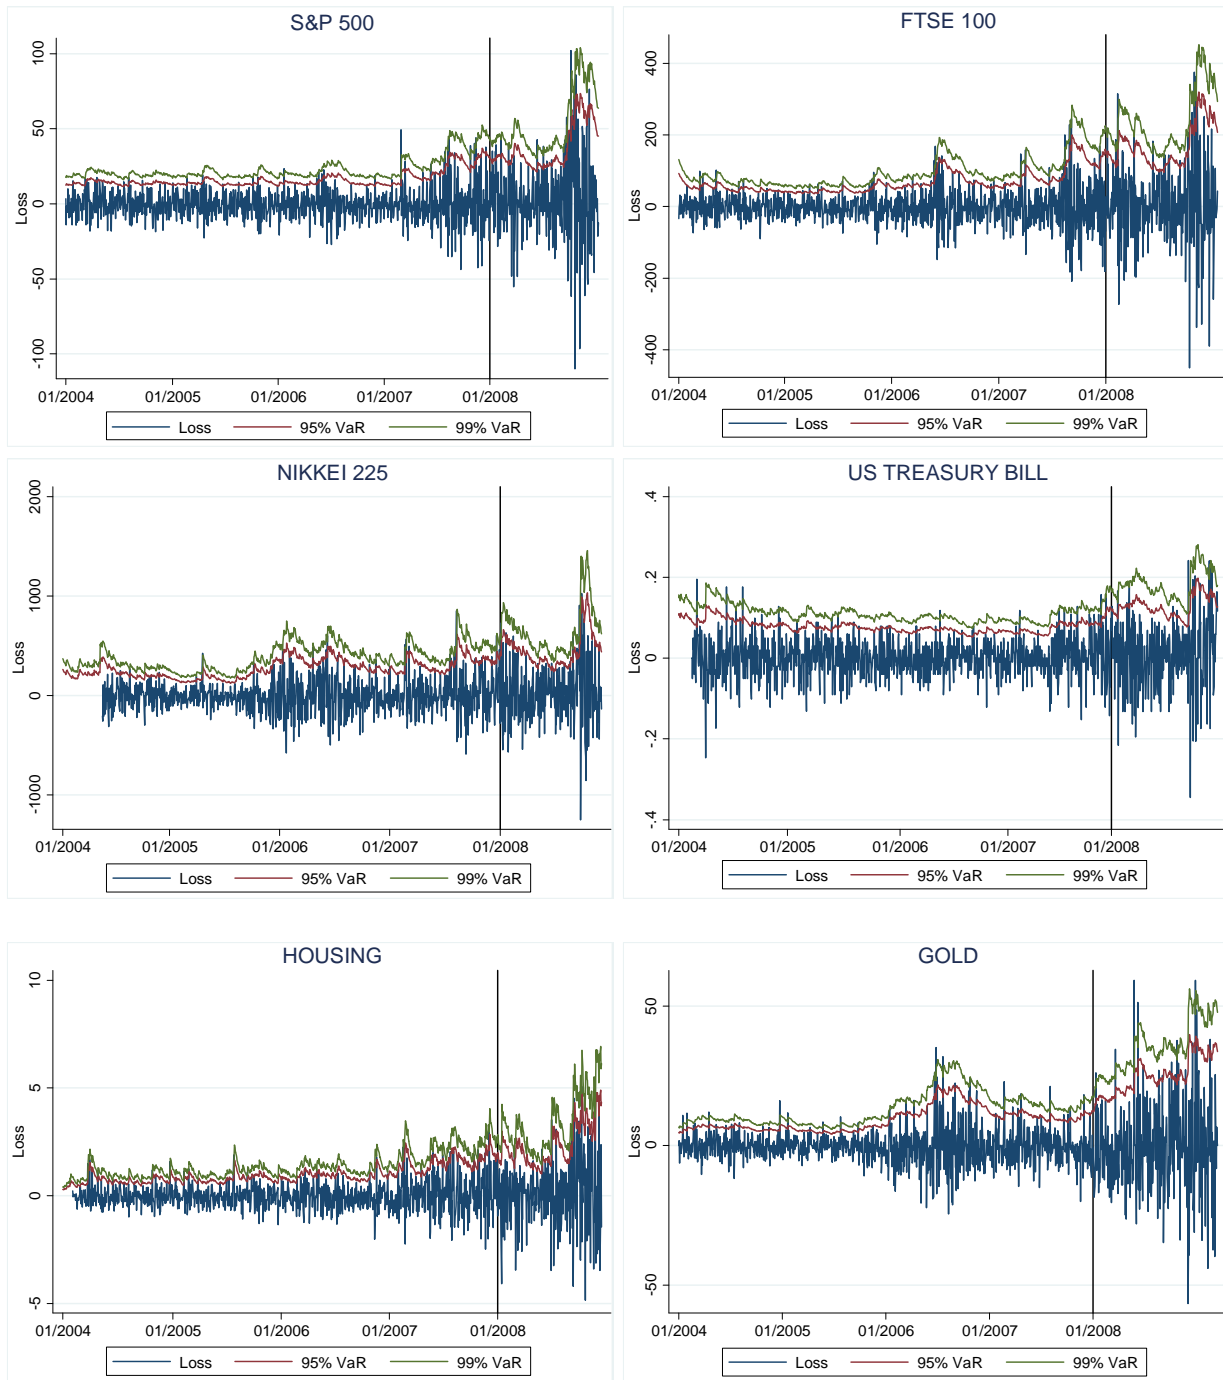 S&P 500
100
50
0
-50
-100
Loss
01/2004 01/2005 01/2006 01/2007 01/2008
Loss 95% VaR 99% VaR
FTSE 100
400
200
0
-200
-400
Loss
01/2004 01/2005 01/2006 01/2007 01/2008
Loss 95% VaR 99% VaR
NIKKEI 225
2000
1000
0
-1000
Loss
01/2004 01/2005 01/2006 01/2007 01/2008
Loss 95% VaR 99% VaR
US TREASURY BILL
.4
.2
0
-.2
-.4
Loss
01/2004 01/2005 01/2006 01/2007 01/2008
Loss 95% VaR 99% VaR
HOUSING
10
5
0
-5
Loss
01/2004 01/2005 01/2006 01/2007 01/2008
Loss 95% VaR 99% VaR
GOLD
50
0
-50
Loss
01/2004 01/2005 01/2006 01/2007 01/2008
Loss 95% VaR 99% VaR